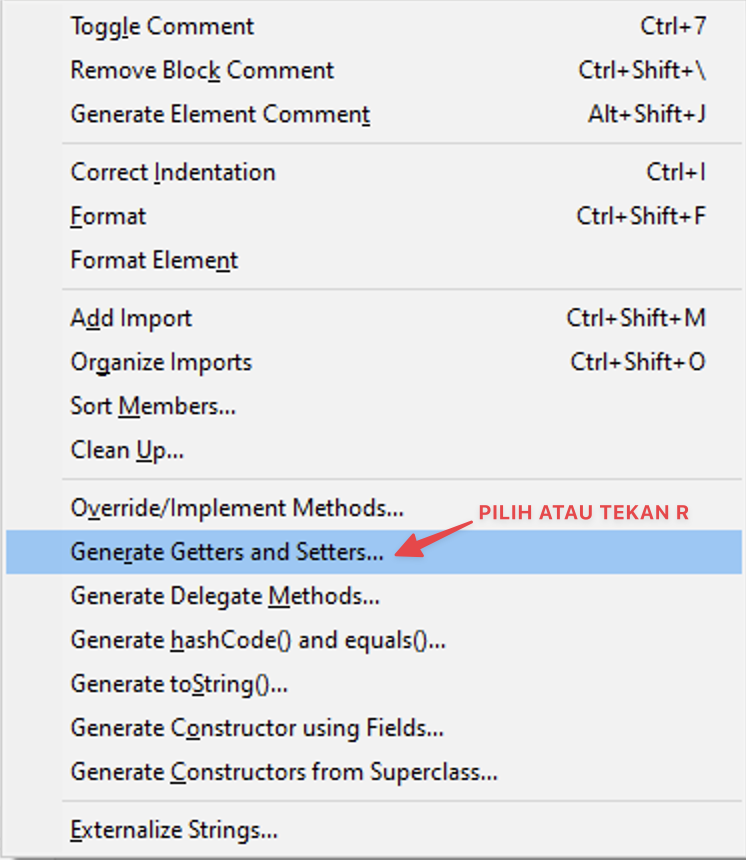 Toggle Comment Ctrl+7
Remove Block Comment Ctrl+Shift+\
Generate Element Comment Alt+Shift+J
Correct Indentation Ctrl+I
Format Ctrl+Shift+F
Format Element
Add Import Ctrl+Shift+M
Organize Imports Ctrl+Shift+O
Sort Members...
Clean Up...
Override/Implement Methods...
PILIH ATAU TEKAN R
Generate Getters and Setters...
Generate Delegate Methods...
Generate hashCode() and equals()...
Generate toString()...
Generate Constructor using Fields...
Generate Constructors from Superclass...
Externalize Strings...